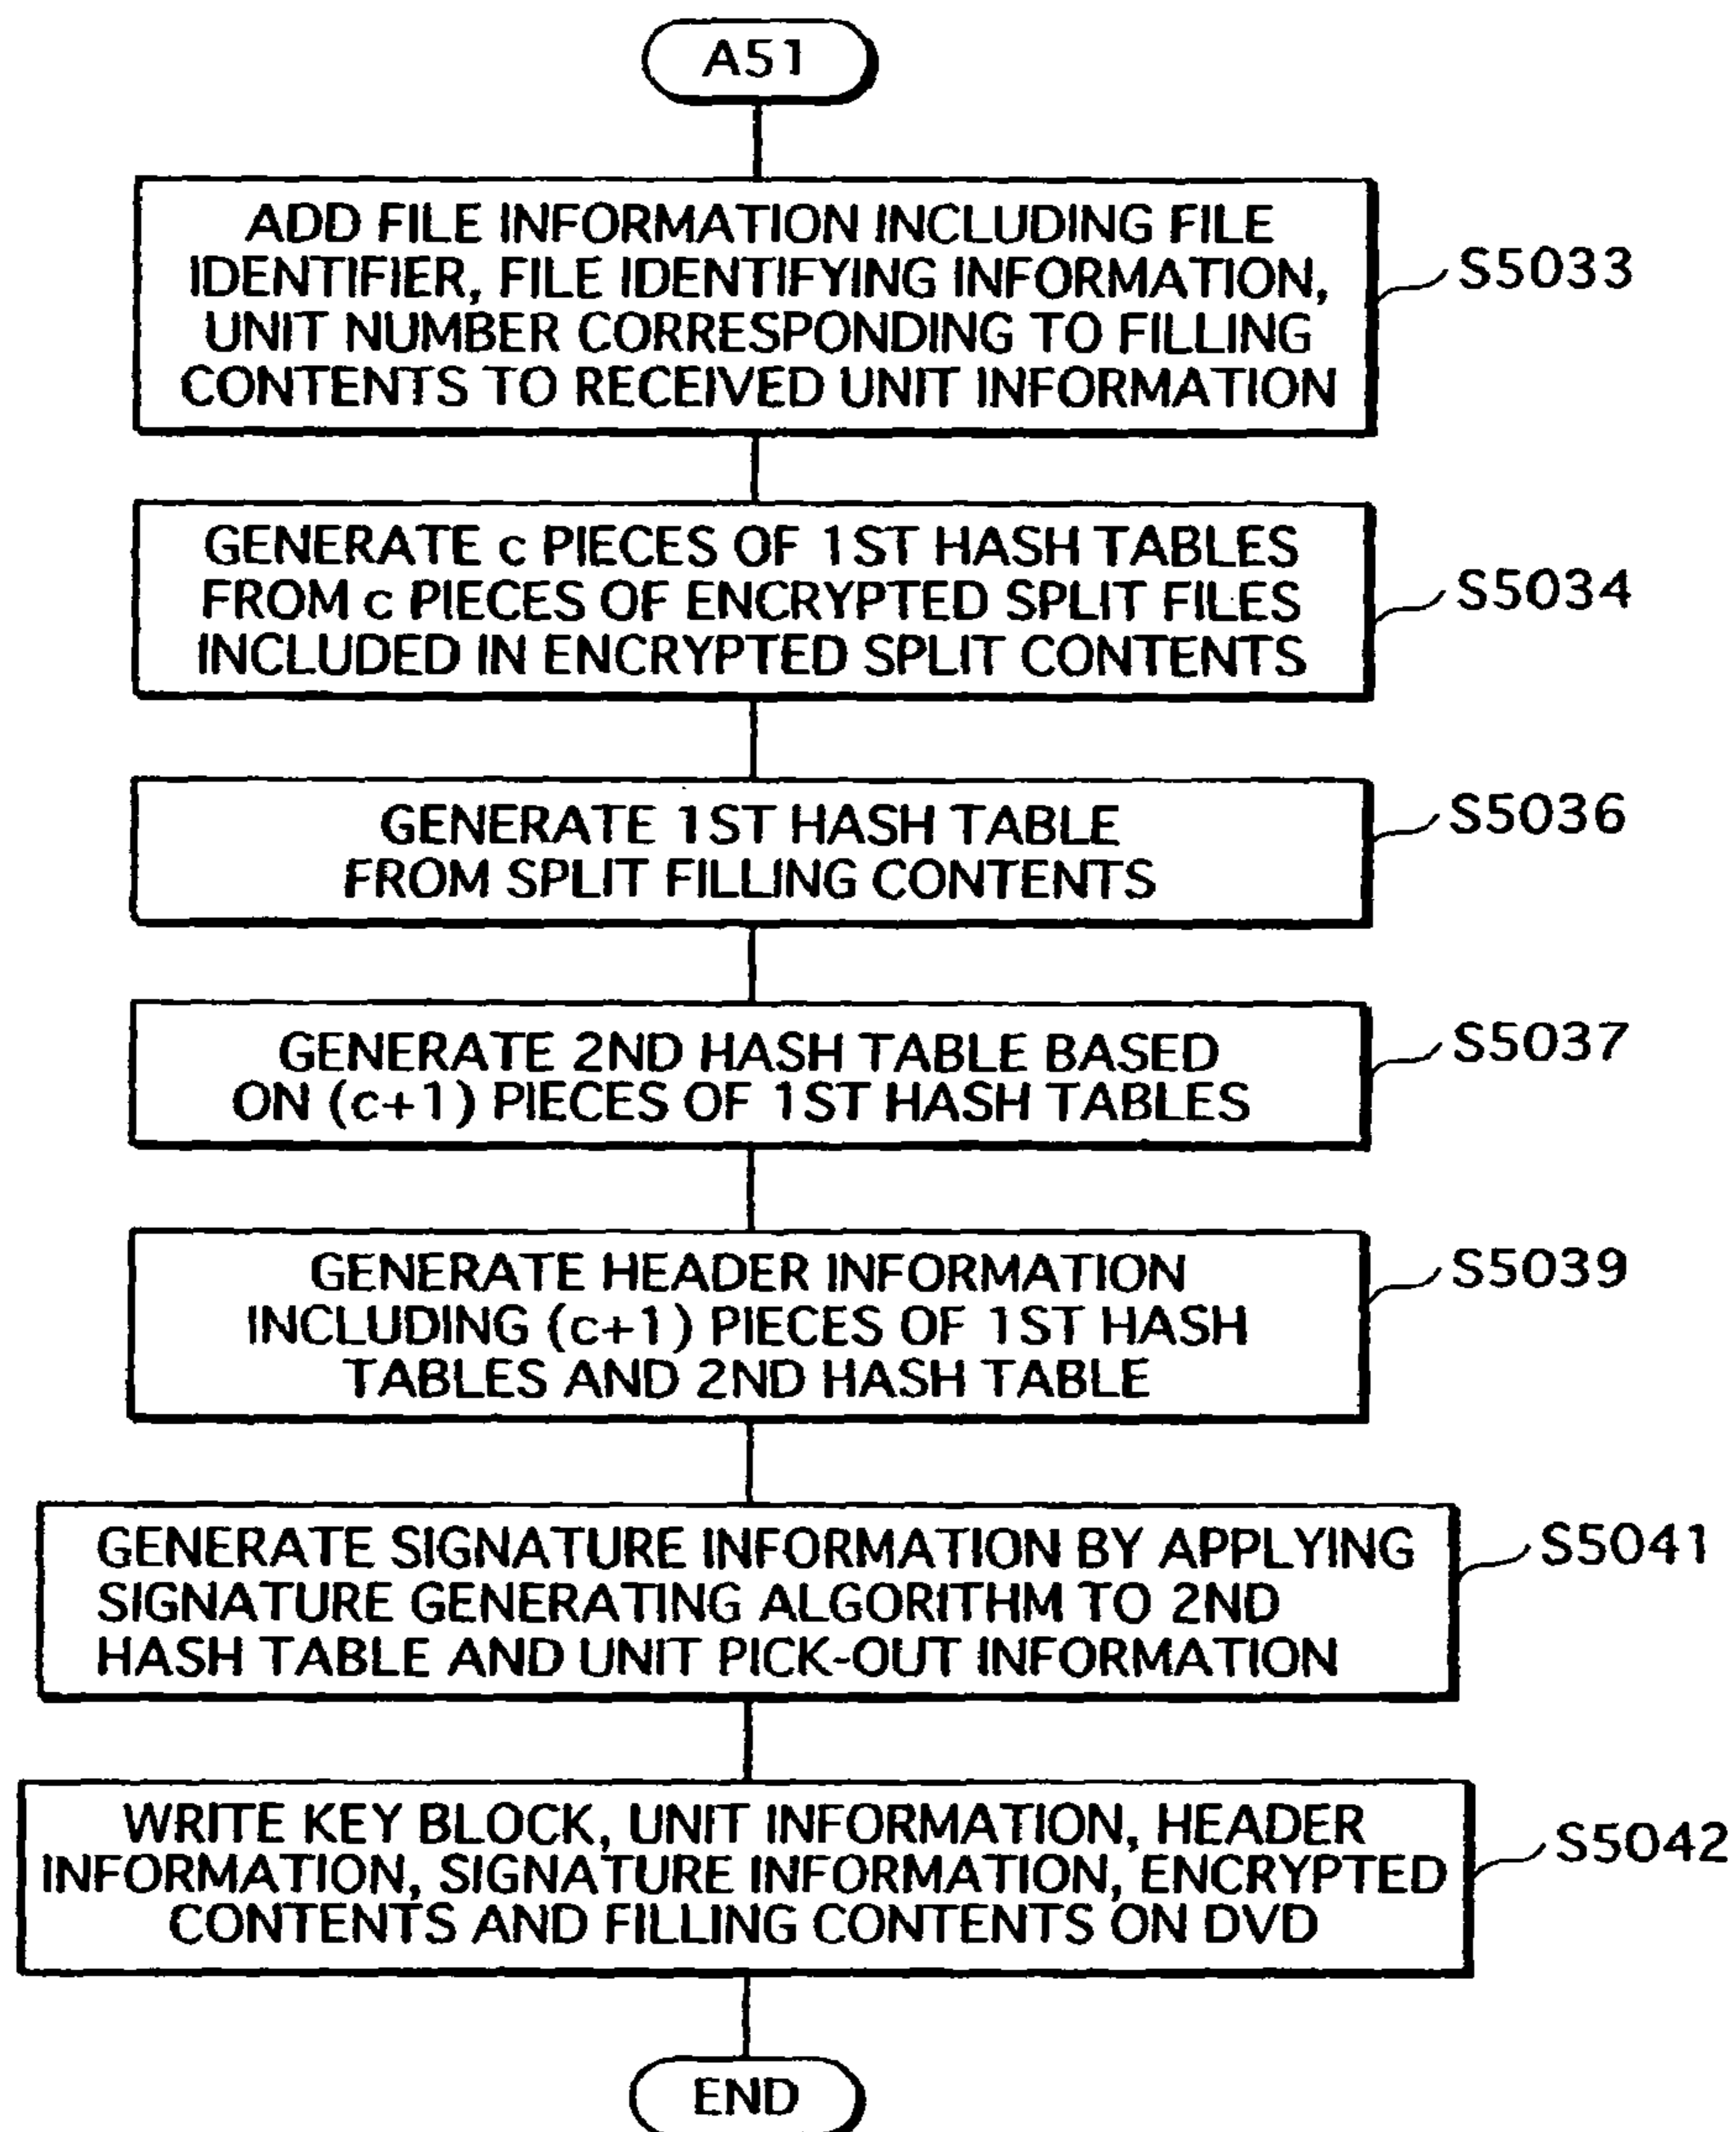 A51
ADD FILE INFORMATION INCLUDING FILE
IDENTIFIER, FILE IDENTIFYING INFORMATION,
UNIT NUMBER CORRESPONDING TO FILLING
CONTENTS TO RECEIVED UNIT INFORMATION
S5033
GENERATE c PIECES OF 1ST HASH TABLES
FROM c PIECES OF ENCRYPTED SPLIT FILES
INCLUDED IN ENCRYPTED SPLIT CONTENTS
S5034
GENERATE 1ST HASH TABLE
FROM SPLIT FILLING CONTENTS
S5036
GENERATE 2ND HASH TABLE BASED
ON (c+1) PIECES OF 1ST HASH TABLES
S5037
GENERATE HEADER INFORMATION
INCLUDING (c+1) PIECES OF 1ST HASH
TABLES AND 2ND HASH TABLE
S5039
GENERATE SIGNATURE INFORMATION BY APPLYING
SIGNATURE GENERATING ALGORITHM TO 2ND
HASH TABLE AND UNIT PICK-OUT INFORMATION
S5041
WRITE KEY BLOCK, UNIT INFORMATION, HEADER
INFORMATION, SIGNATURE INFORMATION, ENCRYPTED
CONTENTS AND FILLING CONTENTS ON DVD
S5042
END